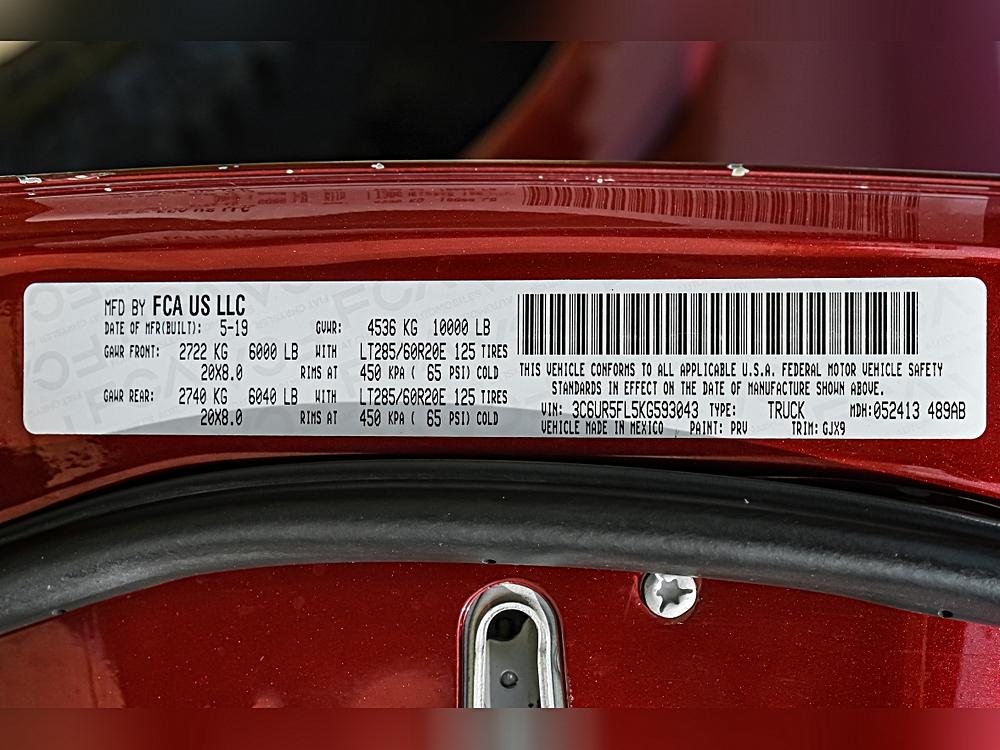 MFD BY FCA US LLC
DATE OF MFR(BUILT): 5-19 GVWR: 4536 KG 10000 LB
GAWR FRONT: 2722 KG 6000 LB WITH LT285/60R20E 125 TIRES
20X8.0 RIMS AT 450 KPA ( 65 PSI) COLD
GAWR REAR: 2740 KG 6040 LB WITH LT285/60R20E 125 TIRES
20X8.0 RIMS AT 450 KPA ( 65 PSI) COLD
THIS VEHICLE CONFORMS TO ALL APPLICABLE U.S.A. FEDERAL MOTOR VEHICLE SAFETY
STANDARDS IN EFFECT ON THE DATE OF MANUFACTURE SHOWN ABOVE.
VIN: 3C6UR5FL5KG593043 TYPE: TRUCK MDH:052413 489AB
VEHICLE MADE IN MEXICO PAINT: PRV TRIM: GJX9